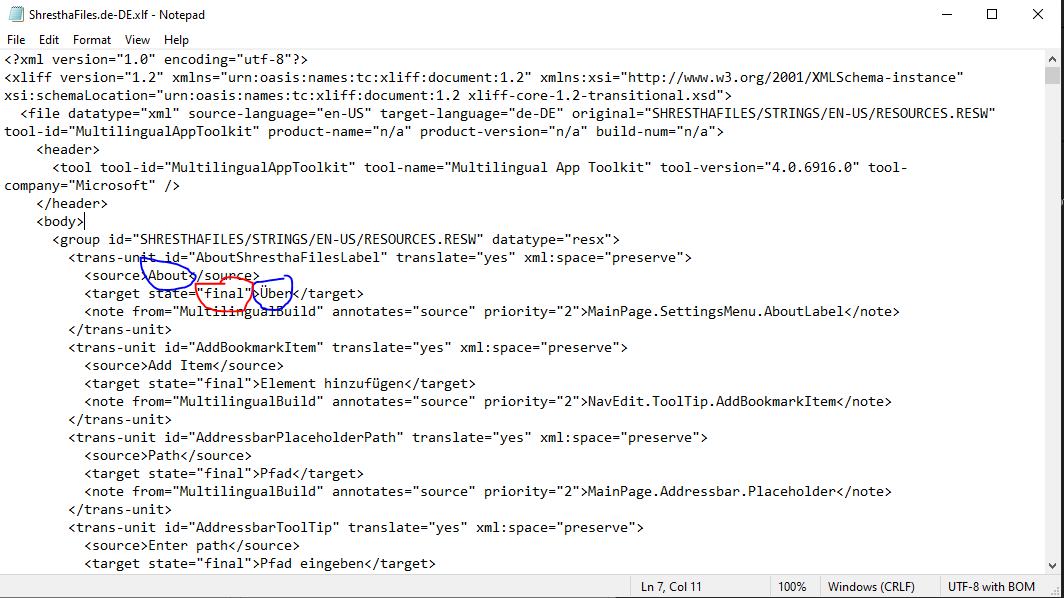 ShresthaFiles.de-DE.xlf - Notepad
File Edit Format View Help
<?xml version="1.0" encoding="utf-8"?>
<xliff version="1.2" xmlns="urn:oasis:names:tc:xliff:document:1.2" xmlns:xsi="http://www.w3.org/2001/XMLSchema-instance"
xsi:schemaLocation="urn:oasis:names:tc:xliff:document:1.2 xliff-core-1.2-transitional.xsd">
<file datatype="xml" source-language="en-US" target-language="de-DE" original="SHRESTHAFILES/STRINGS/EN-US/RESOURCES.RESW"
tool-id="MultilingualAppToolkit" product-name="n/a" product-version="n/a" build-num="n/a">
<header>
<tool tool-id="MultilingualAppToolkit" tool-name="Multilingual App Toolkit" tool-version="4.0.6916.0" tool-
company="Microsoft" />
</header>
<body>
<group id="SHRESTHAFILES/STRINGS/EN-US/RESOURCES.RESW" datatype="resx">
<trans-unit id="AboutShresthaFilesLabel" translate="yes" xml:space="preserve">
<source>About</source>
<target state="final">Über</target>
<note from="MultilingualBuild" annotates="source" priority="2">MainPage.SettingsMenu.AboutLabel</note>
</trans-unit>
<trans-unit id="AddBookmarkItem" translate="yes" xml:space="preserve">
<source>Add Item</source>
<target state="final">Element hinzufügen</target>
<note from="MultilingualBuild" annotates="source" priority="2">NavEdit.ToolTip.AddBookmarkItem</note>
</trans-unit>
<trans-unit id="AddressbarPlaceholderPath" translate="yes" xml:space="preserve">
<source>Path</source>
<target state="final">Pfad</target>
<note from="MultilingualBuild" annotates="source" priority="2">MainPage.Addressbar.Placeholder</note>
</trans-unit>
<trans-unit id="AddressbarToolTip" translate="yes" xml:space="preserve">
<source>Enter path</source>
<target state="final">Pfad eingeben</target>
Ln 7, Col 11 100% Windows (CRLF) UTF-8 with BOM